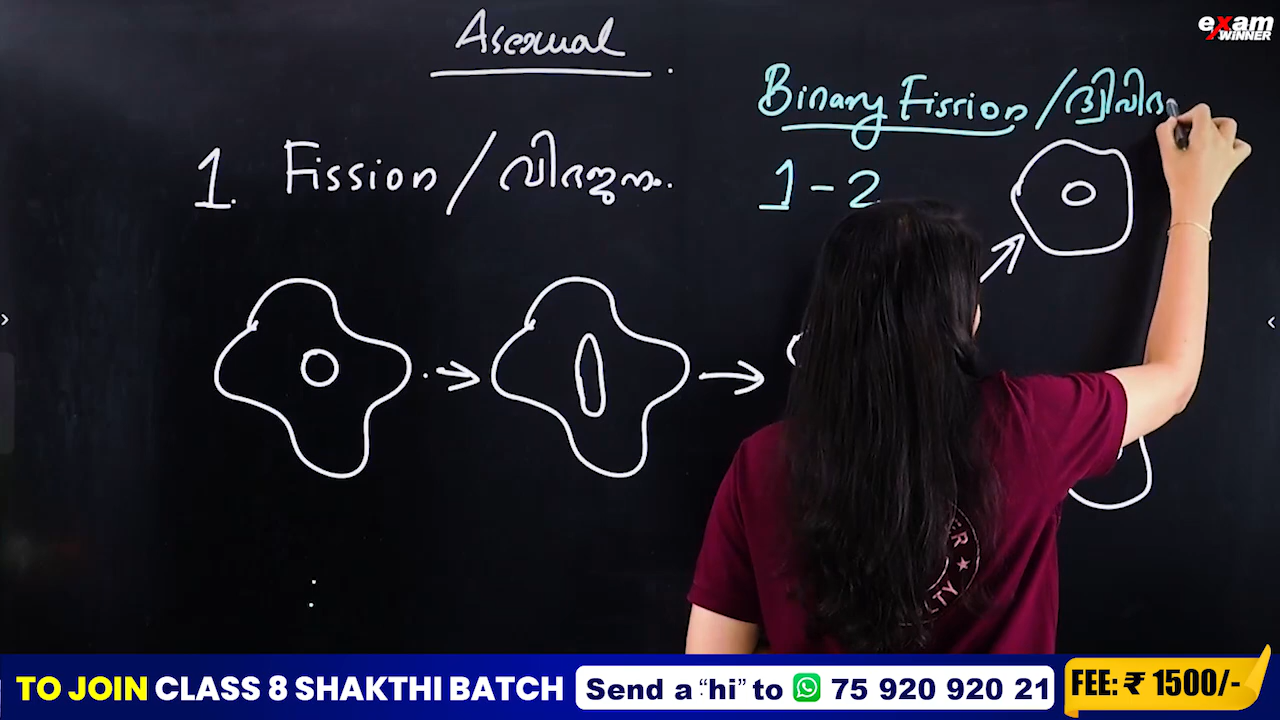 Asexual
exam
WINNER
Binary Fission / ദ്വിവിഭ
1. Fission / വിഭജനം.
1 - 2
TO JOIN CLASS 8 SHAKTHI BATCH
Send a "hi" to 75 920 920 21
FEE: ₹ 1500/-